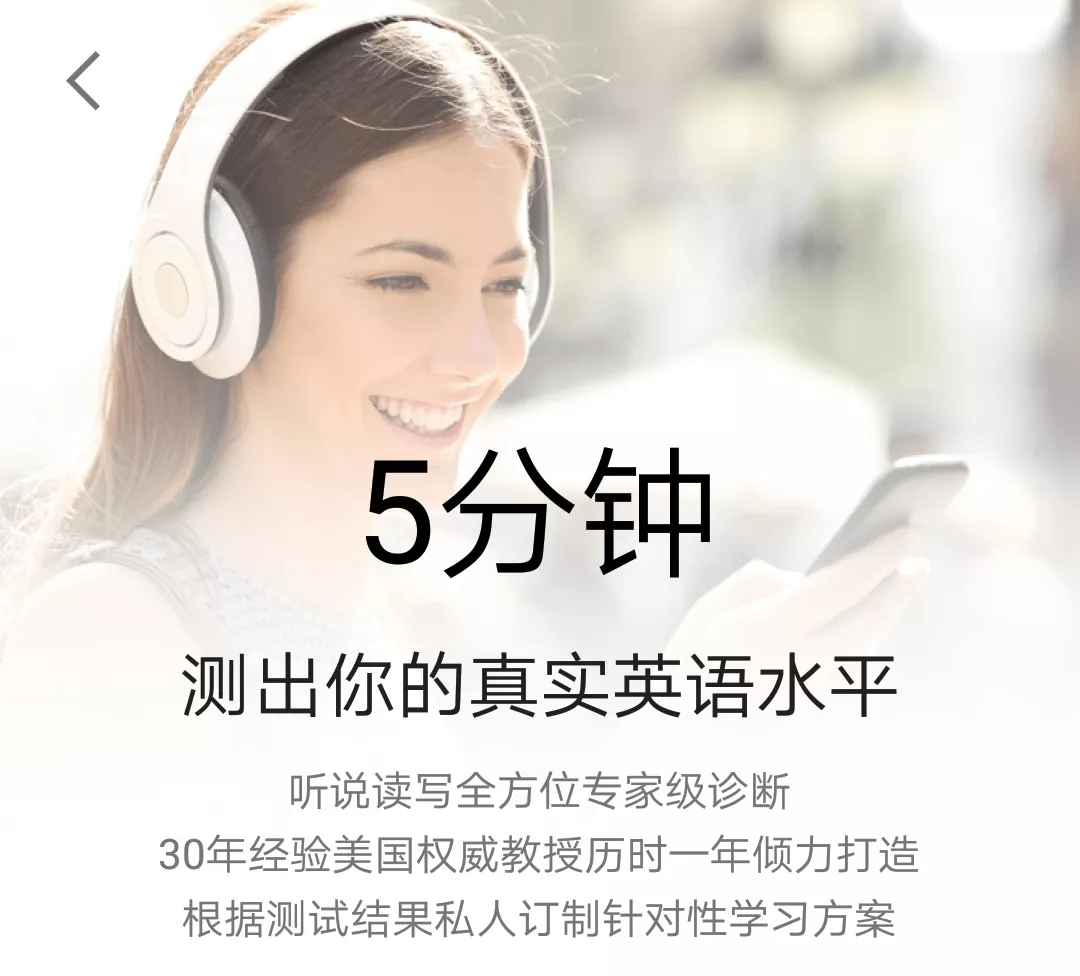 5分钟
测出你的真实英语水平
听说读写全方位专家级诊断
30年经验美国权威教授历时一年倾力打造
根据测试结果私人订制针对性学习方案